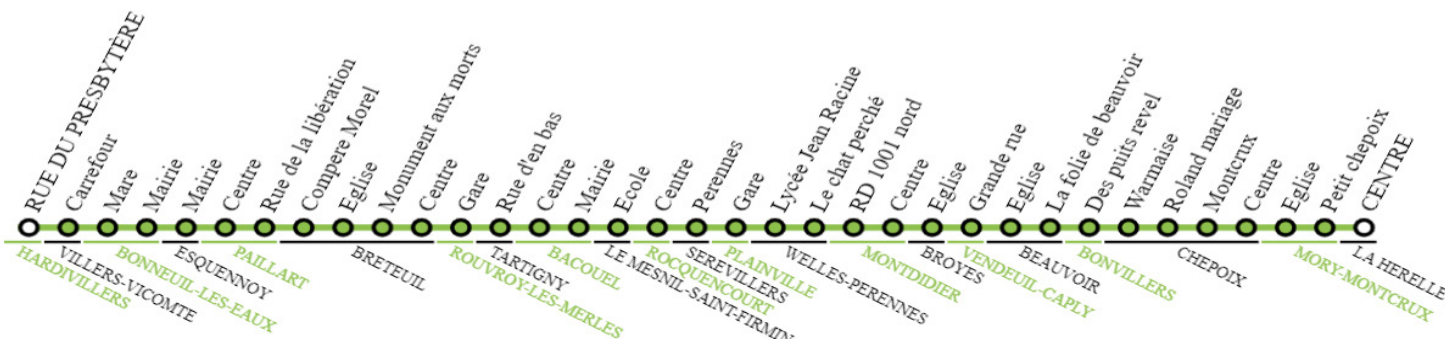 RUE DU PRESBYTÈRE
Carrefour
Mare
Mairie
Mairie
Centre
Rue de la libération
Compere Morel
Eglise
Monument aux morts
Centre
Gare
Rue d'en bas
Centre
Mairie
Ecole
Centre
Perennes
Gare
Lycée Jean Racine
Le chat perché
RD 1001 nord
Centre
Eglise
Grande rue
Eglise
La folie de beauvoir
Des puits revel
Warmaise
Roland mariage
Montcrux
Centre
Eglise
Petit chepoix
CENTRE
HARDIVILLERS
VILLERS-VICOMTE
BONNEUIL-LES-EAUX
ESQUENNOY
PAILLART
BRETEUIL
ROUVROY-LES-MERLES
TARTIGNY
BACOUEL
LE MESNIL-SAINT-FIRMIN
ROCQUENCOURT
SEREVILLERS
PLAINVILLE
WELLES-PERENNES
MONTDIDIER
BROYES
VENDEUIL-CAPLY
BEAUVOIR
BONVILLERS
CHEPOIX
MORY-MONTCRUX
LA HERELLE